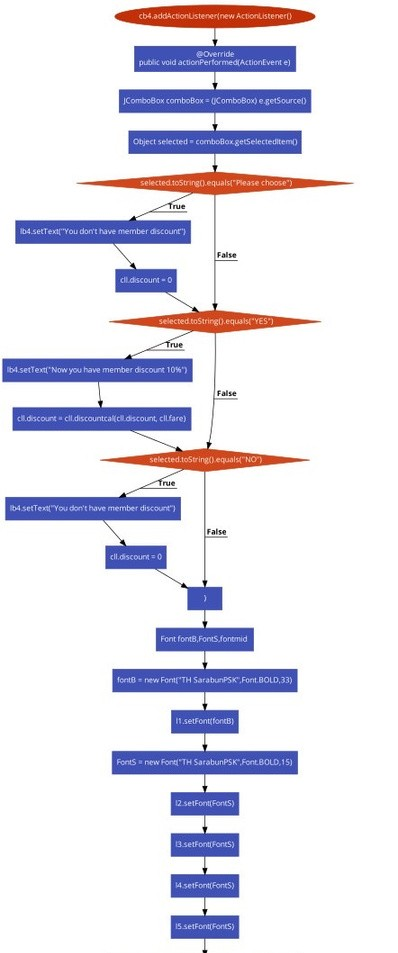 cb4.addActionListener(new ActionListener()
@Override
public void actionPerformed(ActionEvent e)
JComboBox comboBox = (JComboBox) e.getSource()
Object selected = comboBox.getSelectedItem()
selected.toString().equals("Please choose")
True
lb4.setText("You don't have member discount")
False
cll.discount = 0
selected.toString().equals("YES")
True
lb4.setText("Now you have member discount 10%")
False
cll.discount = cll.discountcal(cll.discount, cll.fare)
selected.toString().equals("NO")
True
lb4.setText("You don't have member discount")
False
cll.discount = 0
)
Font fontB,FontS,fontmid
fontB = new Font("TH SarabunPSK",Font.BOLD,33)
l1.setFont(fontB)
FontS = new Font("TH SarabunPSK",Font.BOLD,15)
l2.setFont(FontS)
l3.setFont(FontS)
l4.setFont(FontS)
l5.setFont(FontS)